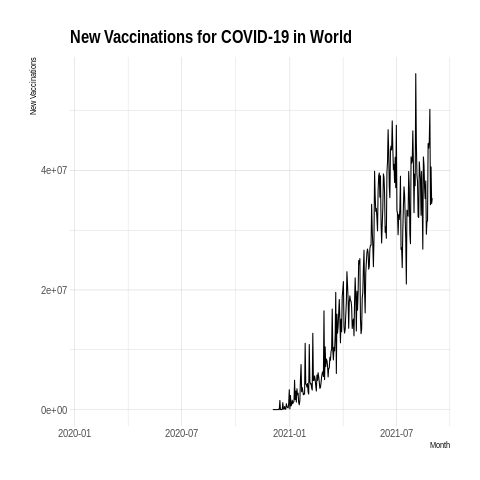 New Vaccinations for COVID-19 in World
New Vaccinations
4e+07
2e+07
0e+00
2020-01
2020-07
2021-01
2021-07
Month